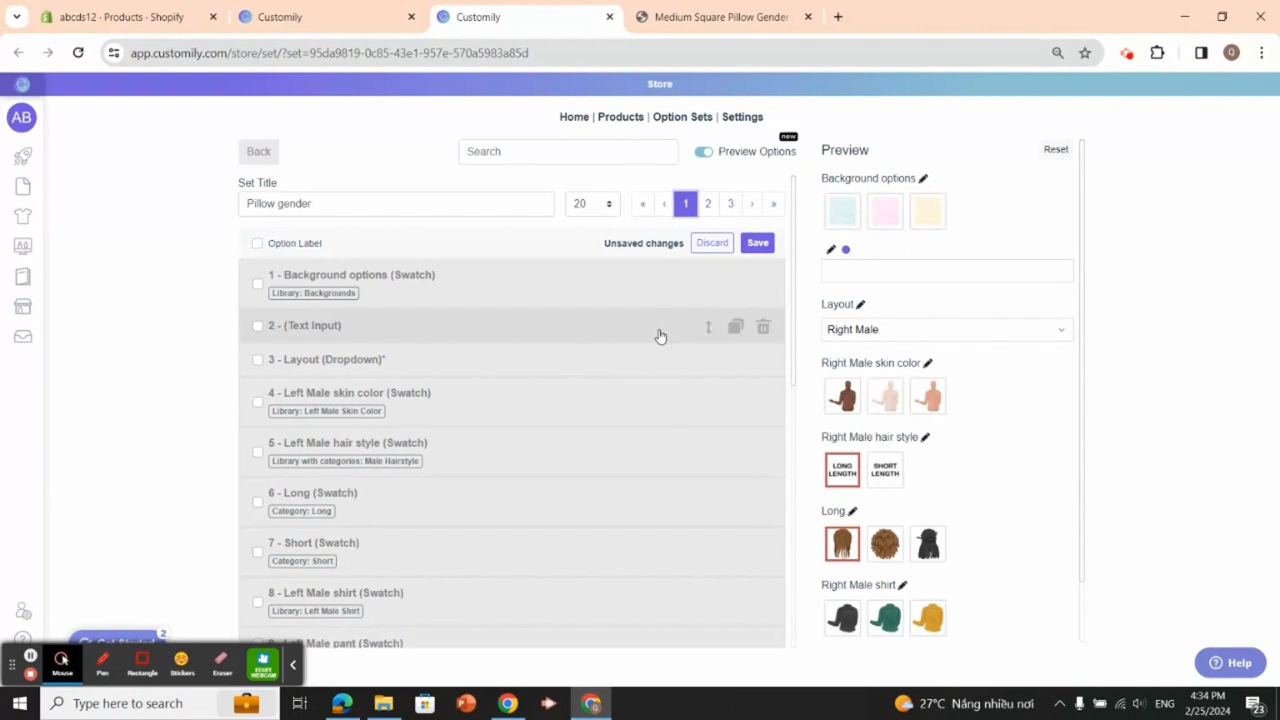 abcds12 · Products · Shopify
Customily
Customily
Medium Square Pillow Gender
app.customily.com/store/set/?set=95da9819-0c85-43e1-957e-570a5983a85d
Store
AB
Home | Products | Option Sets | Settings
new
Back
Search
Preview Options
Set Title
Pillow gender
20
« ‹ 1 2 3 › »
Option Label
Unsaved changes
Discard
Save
1 - Background options (Swatch)
Library: Backgrounds
2 - (Text Input)
3 - Layout (Dropdown)*
4 - Left Male skin color (Swatch)
Library: Left Male Skin Color
5 - Left Male hair style (Swatch)
Library with categories: Male Hairstyle
6 - Long (Swatch)
Category: Long
7 - Short (Swatch)
Category: Short
8 - Left Male shirt (Swatch)
Library: Left Male Shirt
9 - Left Male pant (Swatch)
Preview
Reset
Background options
Layout
Right Male
Right Male skin color
Right Male hair style
LONG LENGTH
SHORT LENGTH
Long
Right Male shirt
2
Mouse
Pen
Rectangle
Stickers
Eraser
START WEBCAM
Help
Type here to search
27°C Nắng nhiều nơi
ENG
4:34 PM
2/25/2024
23